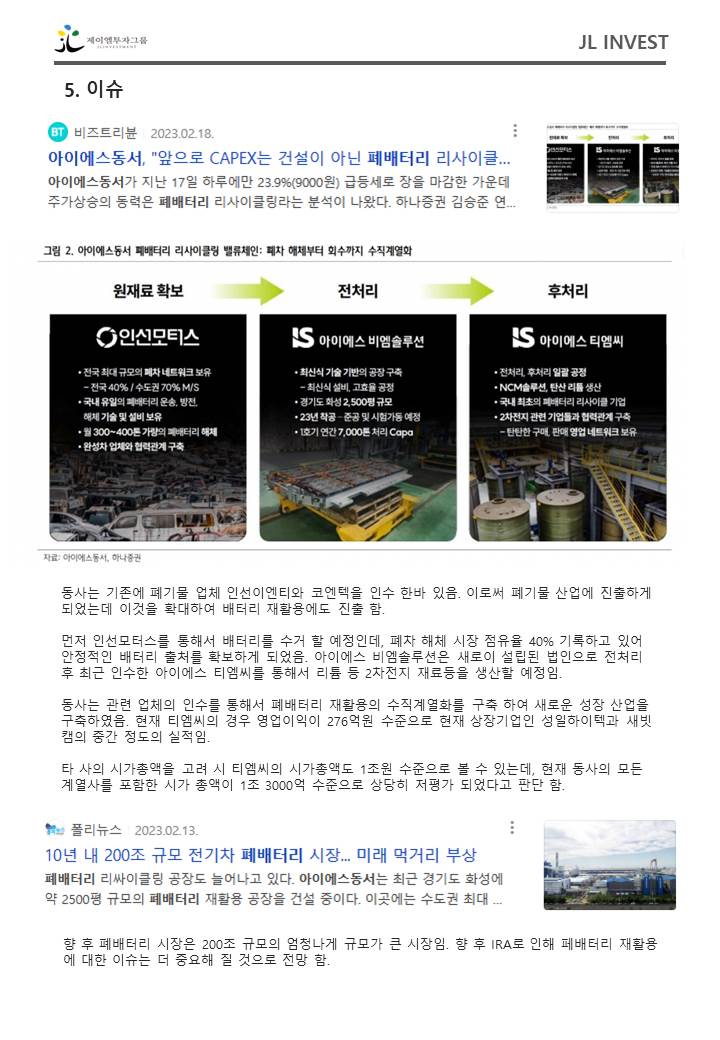 제이엘투자그룹
JL INVESTMENT
JL INVEST
5. 이슈
BT 비즈트리뷴 2023.02.18.
아이에스동서, "앞으로 CAPEX는 건설이 아닌 폐배터리 리사이클...
아이에스동서가 지난 17일 하루에만 23.9%(9000원) 급등세로 장을 마감한 가운데
주가상승의 동력은 폐배터리 리사이클링라는 분석이 나왔다. 하나증권 김승준 연...
그림 2. 아이에스동서 폐배터리 리사이클링 밸류체인: 폐차 해체부터 회수까지 수직계열화
원재료 확보
전처리
후처리
인선모터스
• 전국 최대 규모의 폐차 네트워크 보유
– 전국 40% / 수도권 70% M/S
• 국내 유일의 폐배터리 운송, 방전,
해체 기술 및 설비 보유
• 월 300~400톤 가량의 폐배터리 해체
• 완성차 업체와 협력관계 구축
IS 아이에스 비엠솔루션
• 최신식 기술 기반의 공장 구축
– 최신식 설비, 고효율 공정
• 경기도 화성 2,500평 규모
• 23년 착공 – 준공 및 시험가동 예정
• 1호기 연간 7,000톤 처리 Capa
IS 아이에스 티엠씨
• 전처리, 후처리 일괄 공정
• NCM솔루션, 탄산 리튬 생산
• 국내 최초의 폐배터리 리사이클 기업
• 2차전지 관련 기업들과 협력관계 구축
– 탄탄한 구매, 판매 영업 네트워크 보유
자료: 아이에스동서, 하나증권
동사는 기존에 폐기물 업체 인선이엔티와 코엔텍을 인수 한바 있음. 이로써 폐기물 산업에 진출하게
되었는데 이것을 확대하여 배터리 재활용에도 진출 함.
먼저 인선모터스를 통해서 배터리를 수거 할 예정인데, 폐차 해체 시장 점유율 40% 기록하고 있어
안정적인 배터리 출처를 확보하게 되었음. 아이에스 비엠솔루션은 새로이 설립된 법인으로 전처리
후 최근 인수한 아이에스 티엠씨를 통해서 리튬 등 2차전지 재료등을 생산할 예정임.
동사는 관련 업체의 인수를 통해서 폐배터리 재활용의 수직계열화를 구축 하여 새로운 성장 산업을
구축하였음. 현재 티엠씨의 경우 영업이익이 276억원 수준으로 현재 상장기업인 성일하이텍과 새빗
캠의 중간 정도의 실적임.
타 사의 시가총액을 고려 시 티엠씨의 시가총액도 1조원 수준으로 볼 수 있는데, 현재 동사의 모든
계열사를 포함한 시가 총액이 1조 3000억 수준으로 상당히 저평가 되었다고 판단 함.
폴리뉴스 2023.02.13.
10년 내 200조 규모 전기차 폐배터리 시장... 미래 먹거리 부상
폐배터리 리싸이클링 공장도 늘어나고 있다. 아이에스동서는 최근 경기도 화성에
약 2500평 규모의 폐배터리 재활용 공장을 건설 중이다. 이곳에는 수도권 최대 ...
향 후 폐배터리 시장은 200조 규모의 엄청나게 규모가 큰 시장임. 향 후 IRA로 인해 페배터리 재활용
에 대한 이슈는 더 중요해 질 것으로 전망 함.